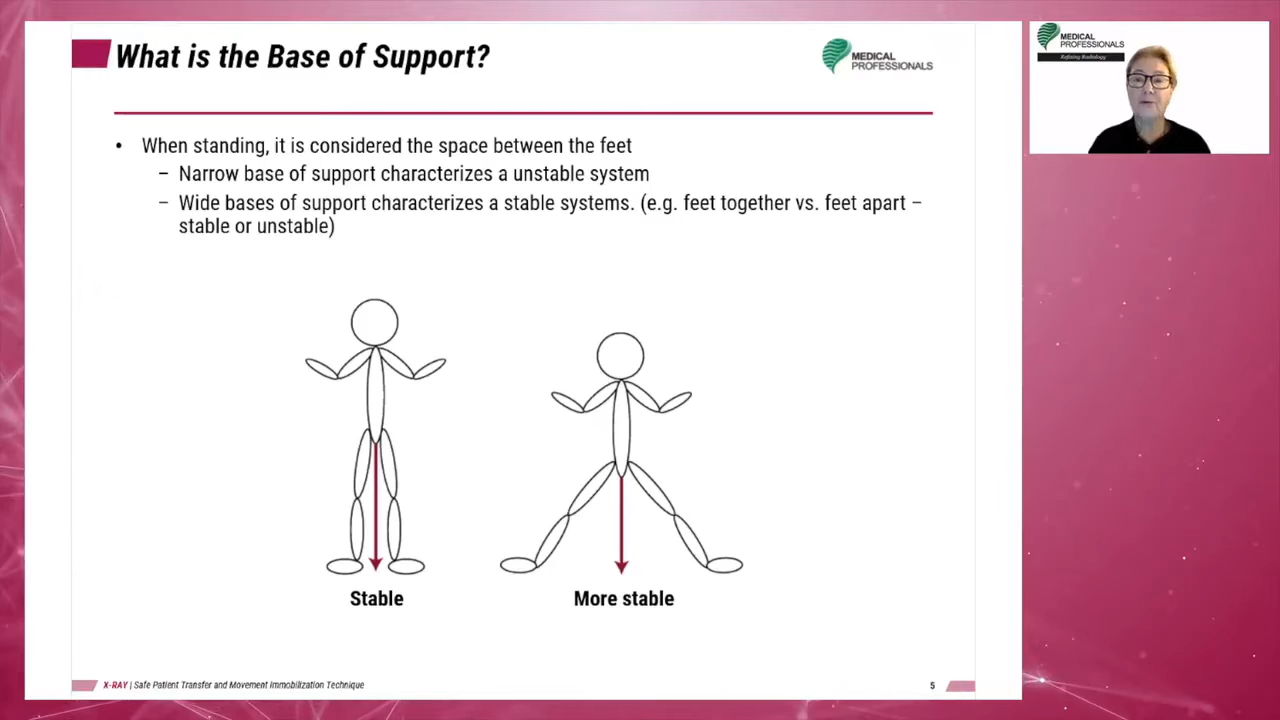 What is the Base of Support?
MEDICAL
PROFESSIONALS
• When standing, it is considered the space between the feet
– Narrow base of support characterizes a unstable system
– Wide bases of support characterizes a stable systems. (e.g. feet together vs. feet apart –
stable or unstable)
Stable
More stable
X-RAY | Safe Patient Transfer and Movement Immobilization Technique
5
MEDICAL
PROFESSIONALS
Refining Radiology